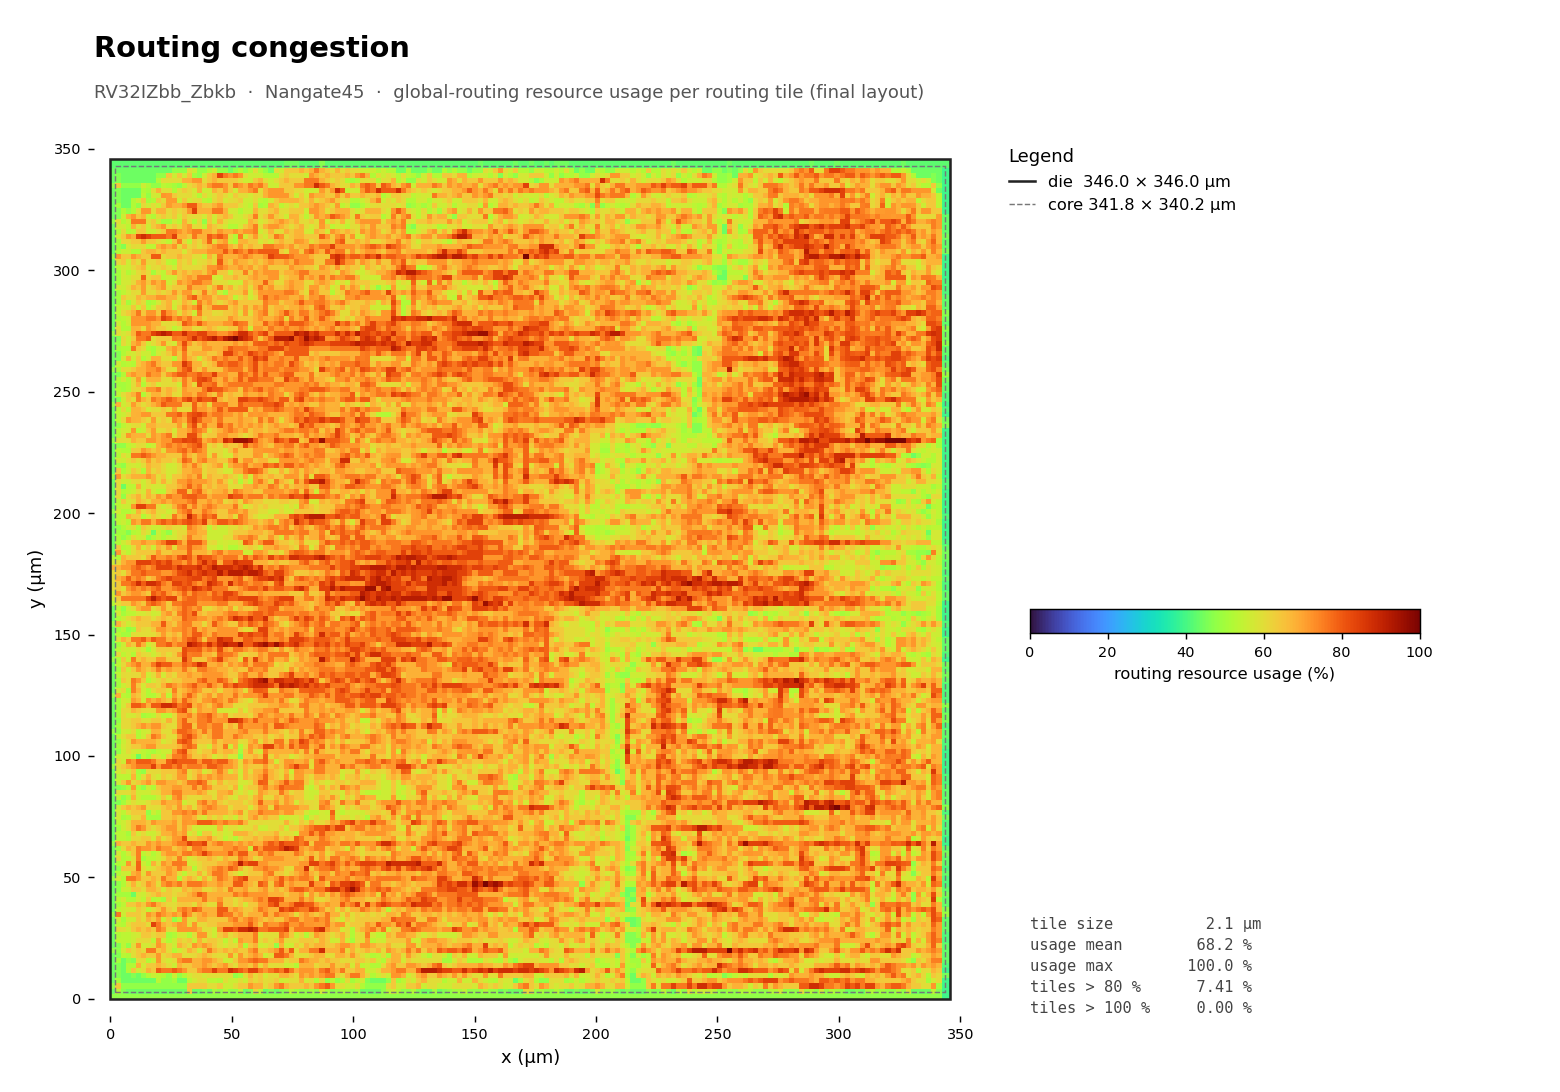 Routing congestion
RV32IZbb_Zbkb · Nangate45 · global-routing resource usage per routing tile (final layout)
Legend
die 346.0 × 346.0 µm
core 341.8 × 340.2 µm
350
300
250
200
150
100
50
0
y (µm)
0 50 100 150 200 250 300 350
x (µm)
0 20 40 60 80 100
routing resource usage (%)
tile size 2.1 µm
usage mean 68.2 %
usage max 100.0 %
tiles > 80 % 7.41 %
tiles > 100 % 0.00 %